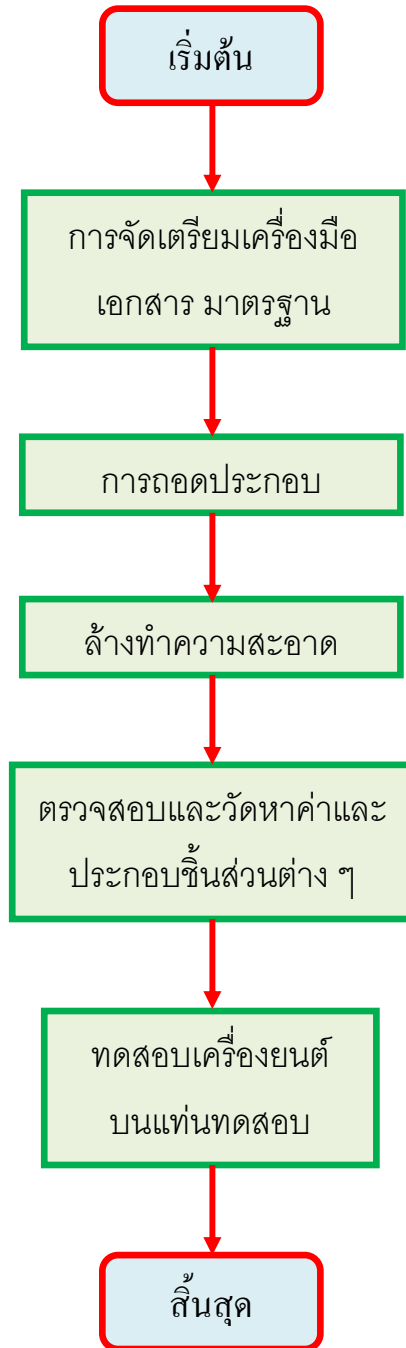 เริ่มต้น
การจัดเตรียมเครื่องมือ
เอกสาร มาตรฐาน
การถอดประกอบ
ล้างทำความสะอาด
ตรวจสอบและวัดหาค่าและ
ประกอบชิ้นส่วนต่าง ๆ
ทดสอบเครื่องยนต์
บนแท่นทดสอบ
สิ้นสุด